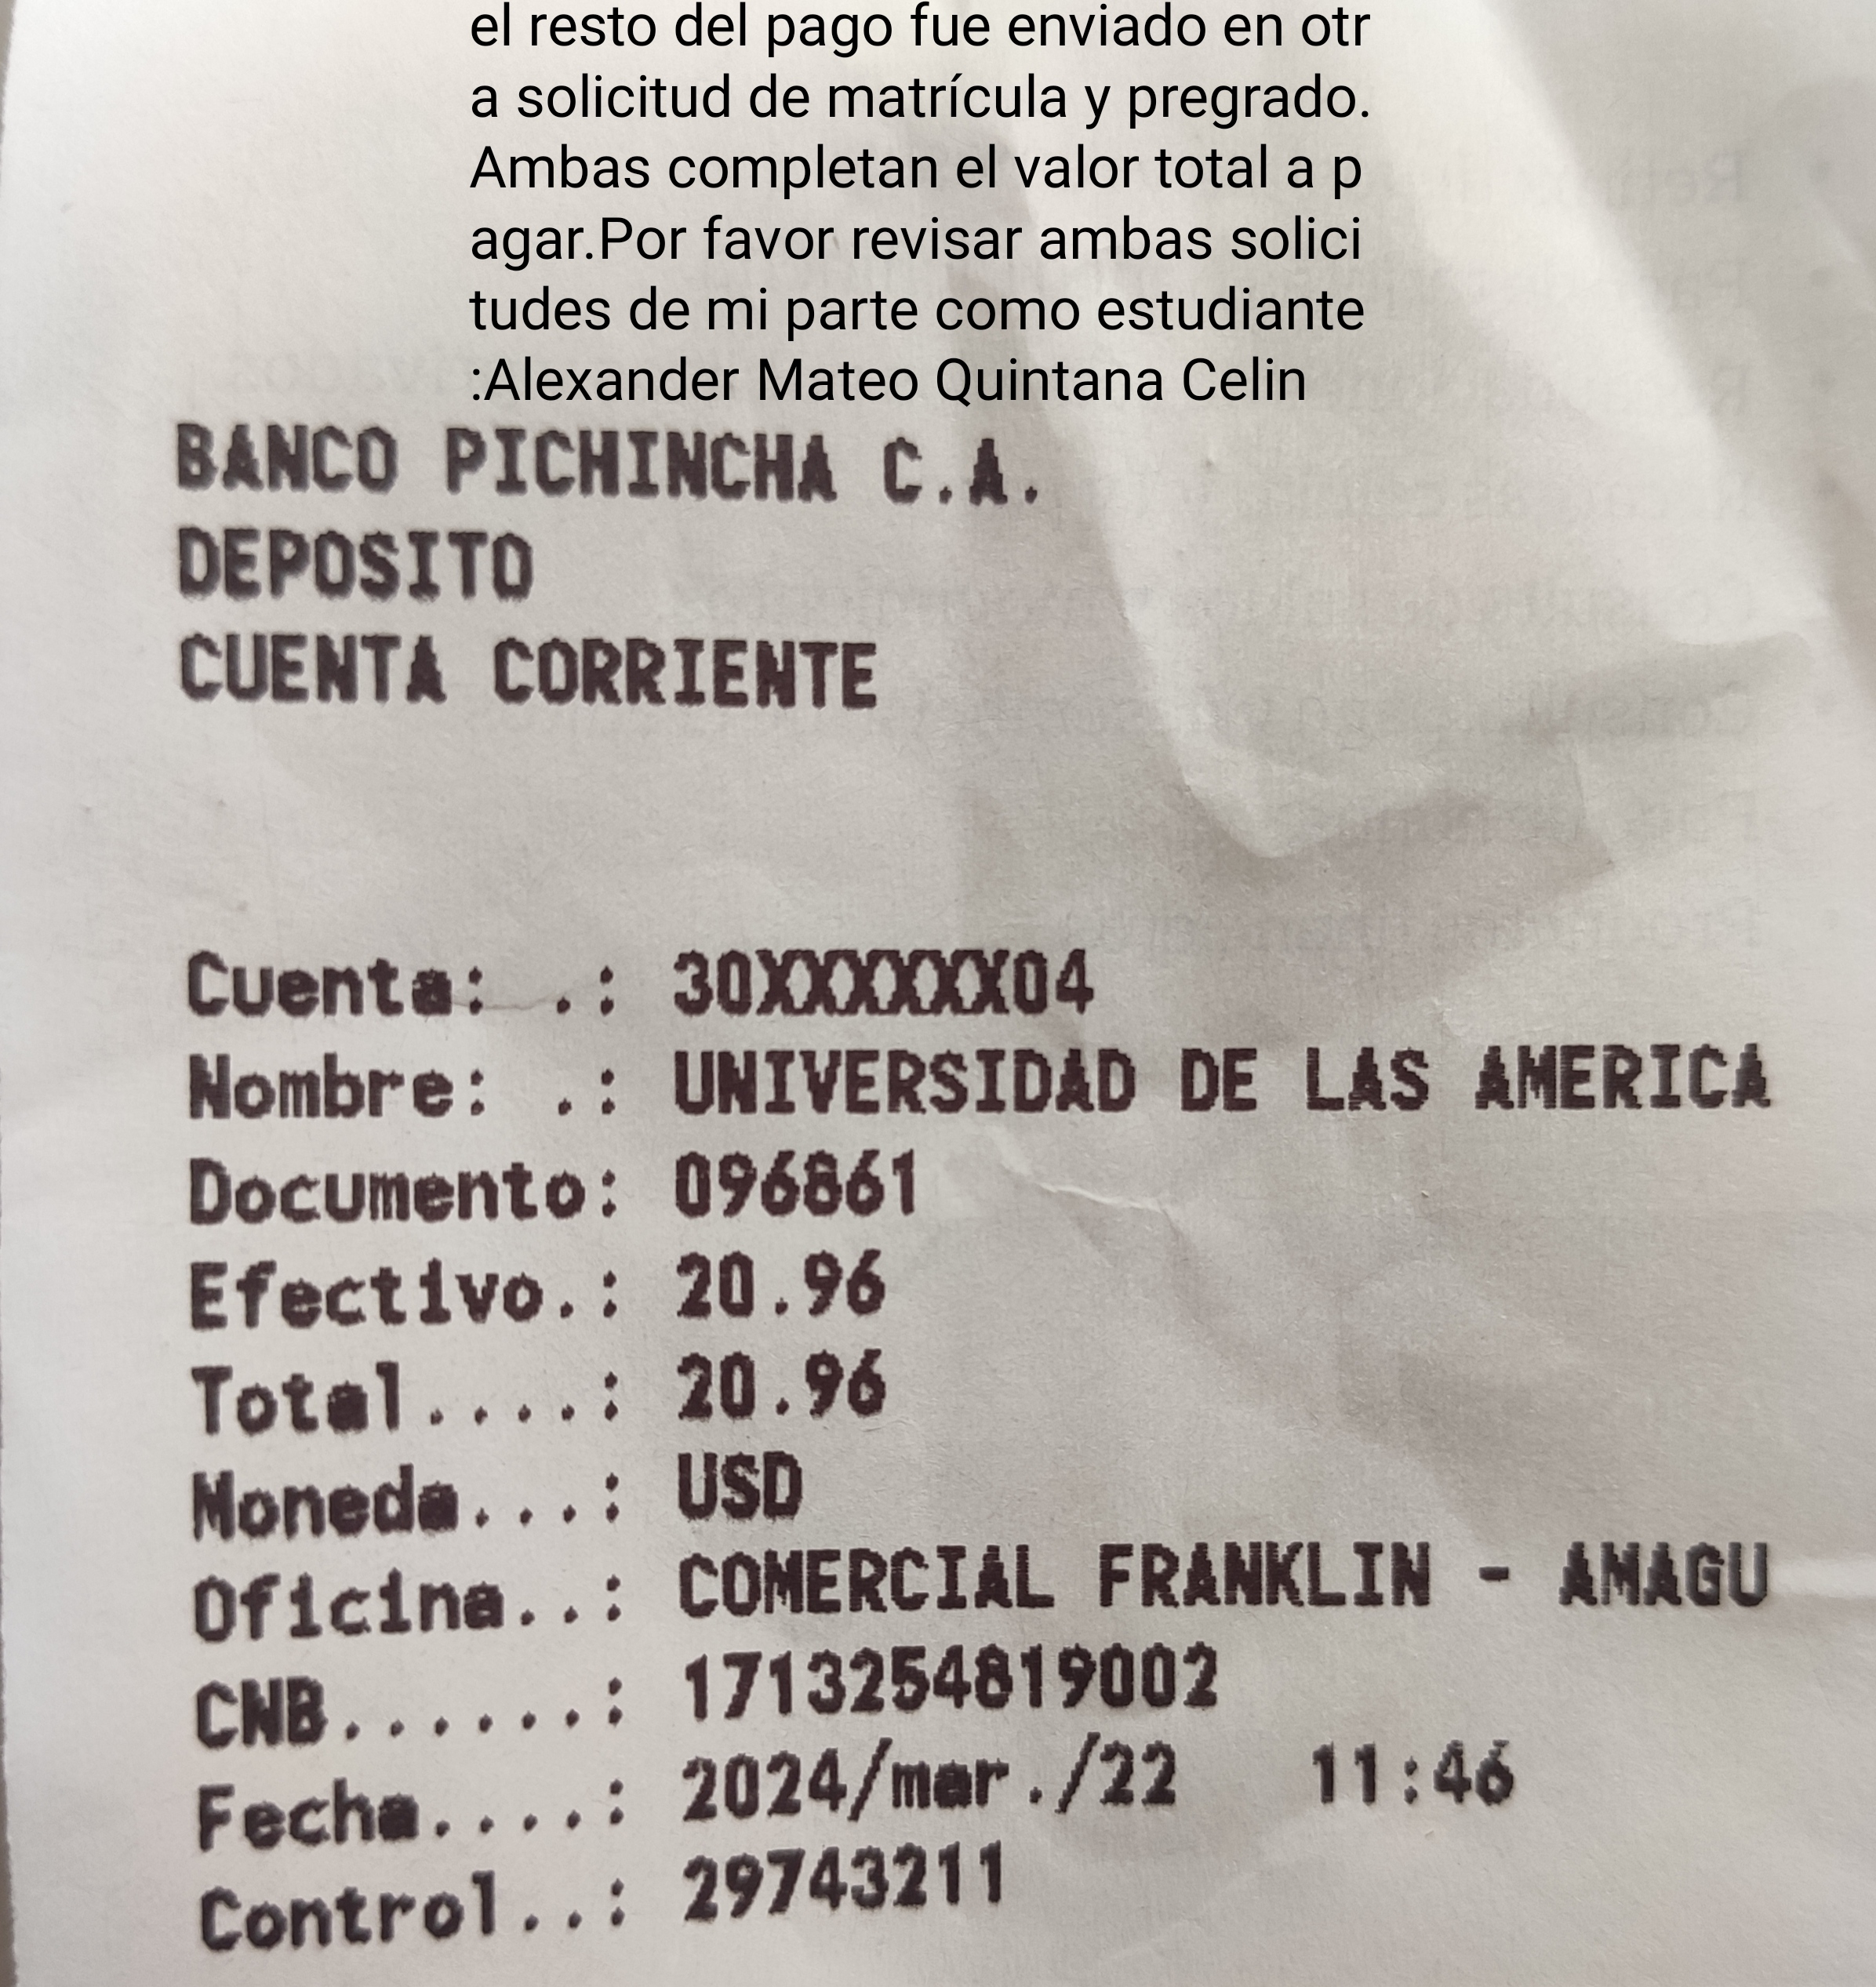 el resto del pago fue enviado en otr
a solicitud de matrícula y pregrado.
Ambas completan el valor total a p
agar.Por favor revisar ambas solici
tudes de mi parte como estudiante
:Alexander Mateo Quintana Celin
BANCO PICHINCHA C.A.
DEPOSITO
CUENTA CORRIENTE
Cuenta: .: 30XXXXXX04
Nombre: .: UNIVERSIDAD DE LAS AMERICA
Documento: 096861
Efectivo.: 20.96
Total....: 20.96
Moneda...: USD
Oficina..: COMERCIAL FRANKLIN - AMAGU
CNB......: 1713254819002
Fecha....: 2024/mar./22 11:46
Control..: 29743211